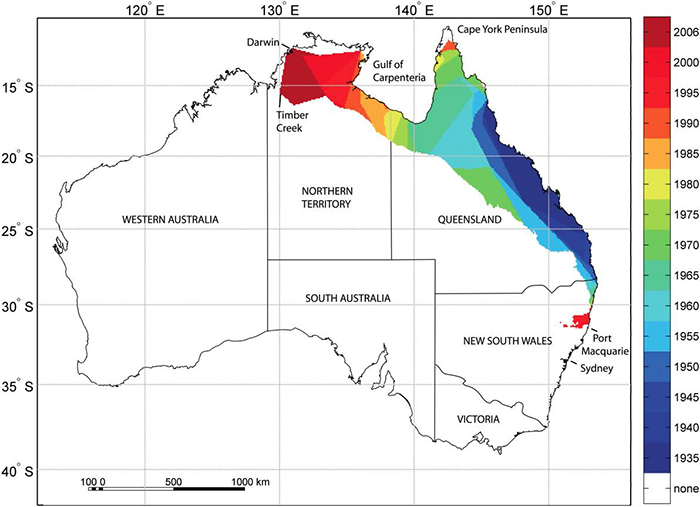 120° E 130° E 140° E 150° E
Cape York Peninsula
Darwin
Gulf of
Carpenteria
15° S
Timber
Creek
20° S
NORTHERN
TERRITORY
WESTERN AUSTRALIA
QUEENSLAND
25° S
SOUTH AUSTRALIA
30° S
NEW SOUTH WALES
Port
Macquarie
Sydney
35° S
VICTORIA
40° S
100 0 500 1000 km
2006
2000
1995
1990
1985
1980
1975
1970
1965
1960
1955
1950
1945
1940
1935
none